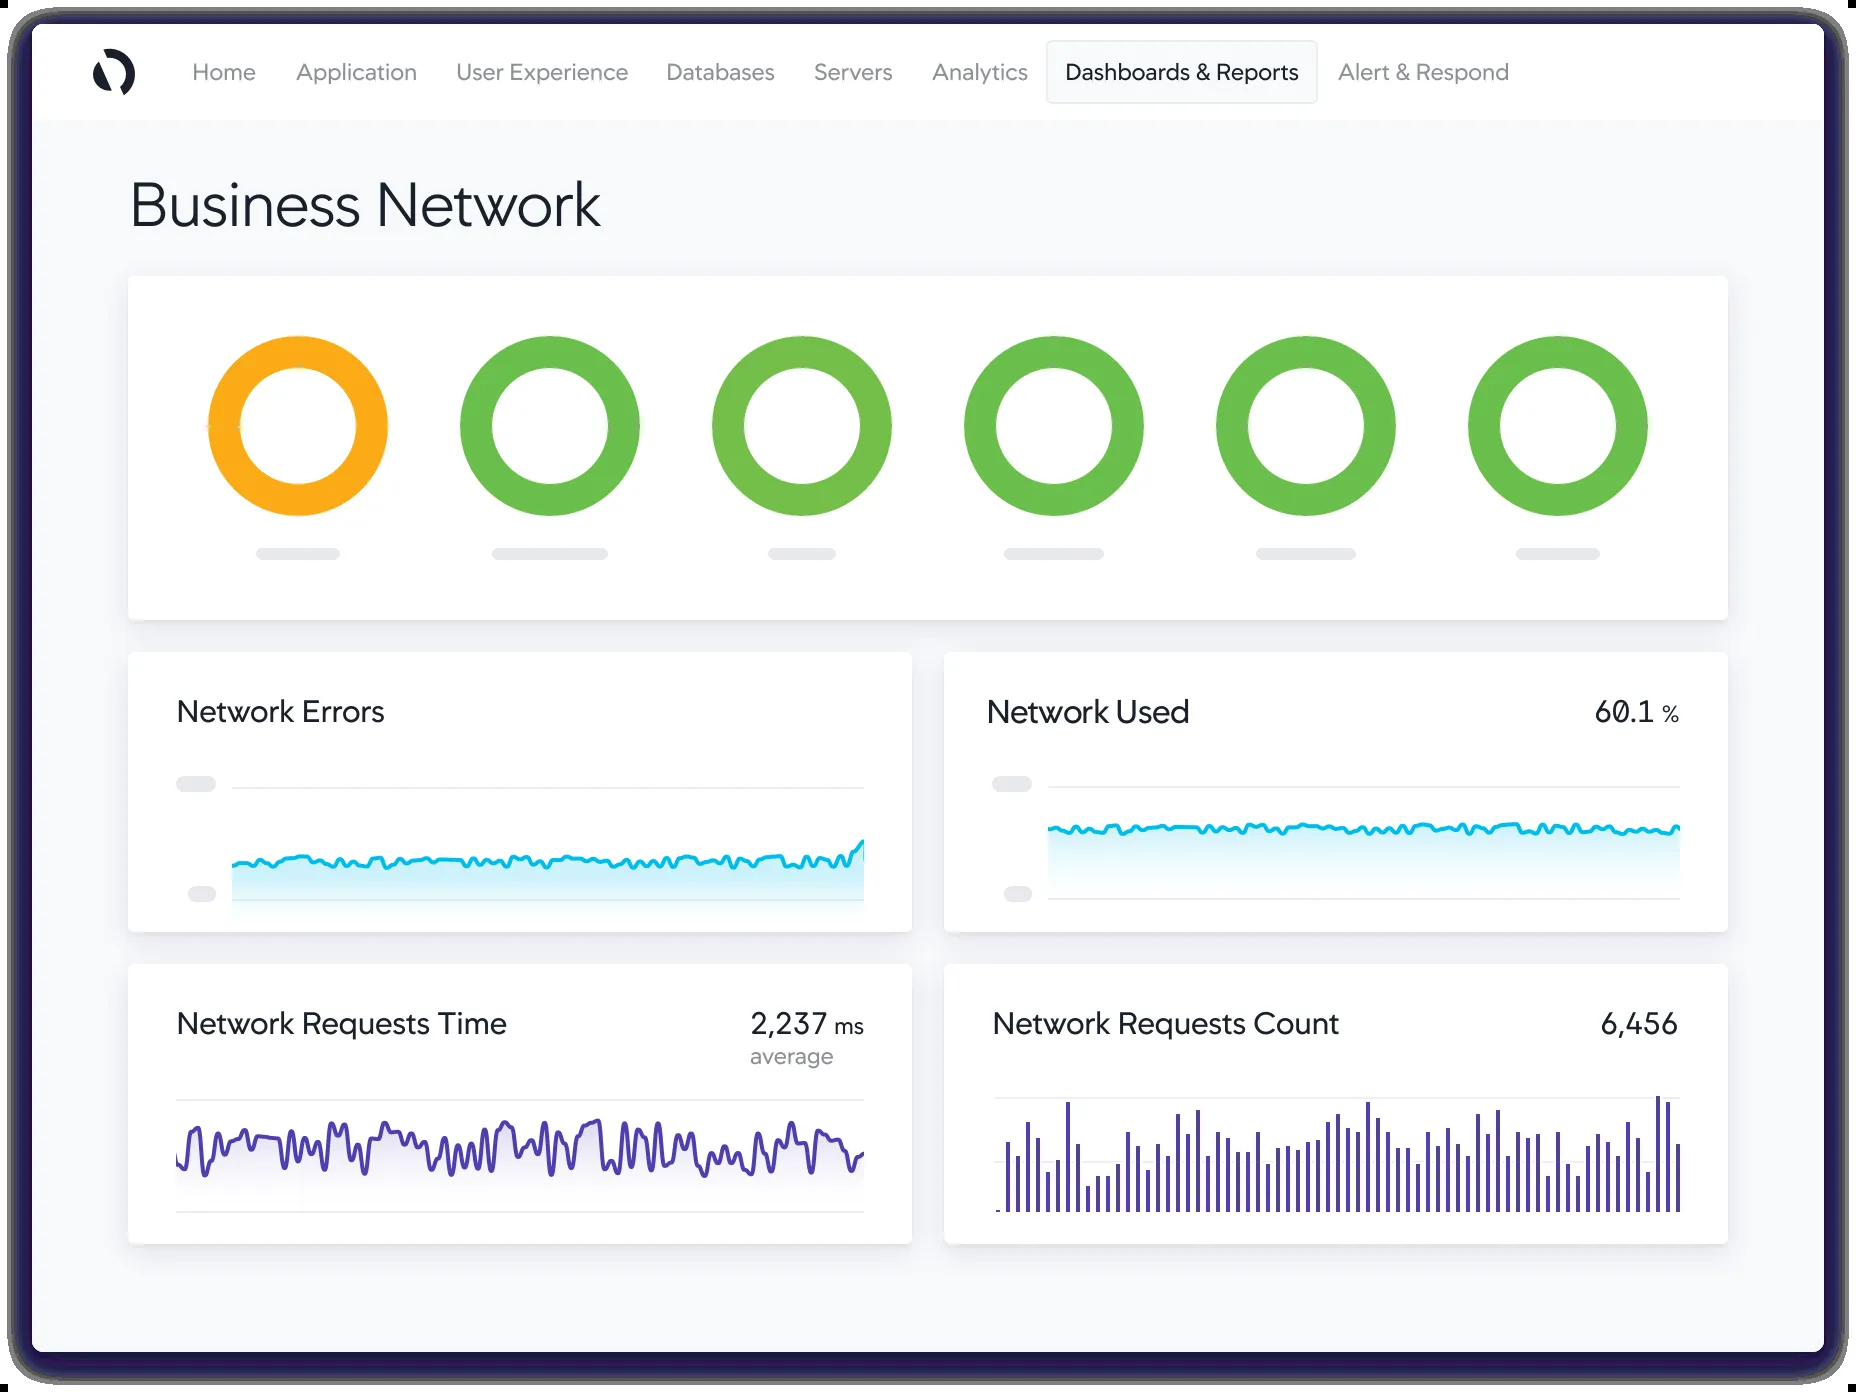 Home Application User Experience Databases Servers Analytics Dashboards & Reports Alert & Respond
Business Network
Network Errors
Network Used 60.1 %
Network Requests Time 2,237 ms
average
Network Requests Count 6,456